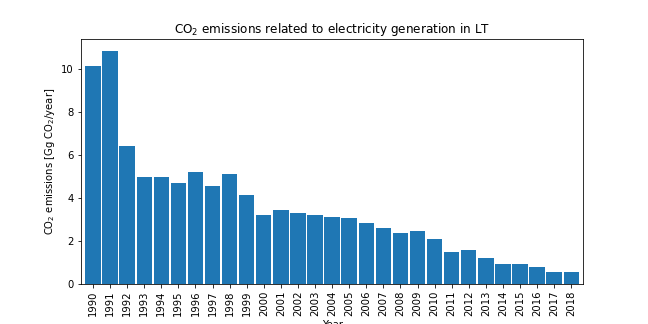 CO₂ emissions related to electricity generation in LT
CO₂ emissions [Gg CO₂/year]
10
8
6
4
2
0
1990 1991 1992 1993 1994 1995 1996 1997 1998 1999 2000 2001 2002 2003 2004 2005 2006 2007 2008 2009 2010 2011 2012 2013 2014 2015 2016 2017 2018
Year